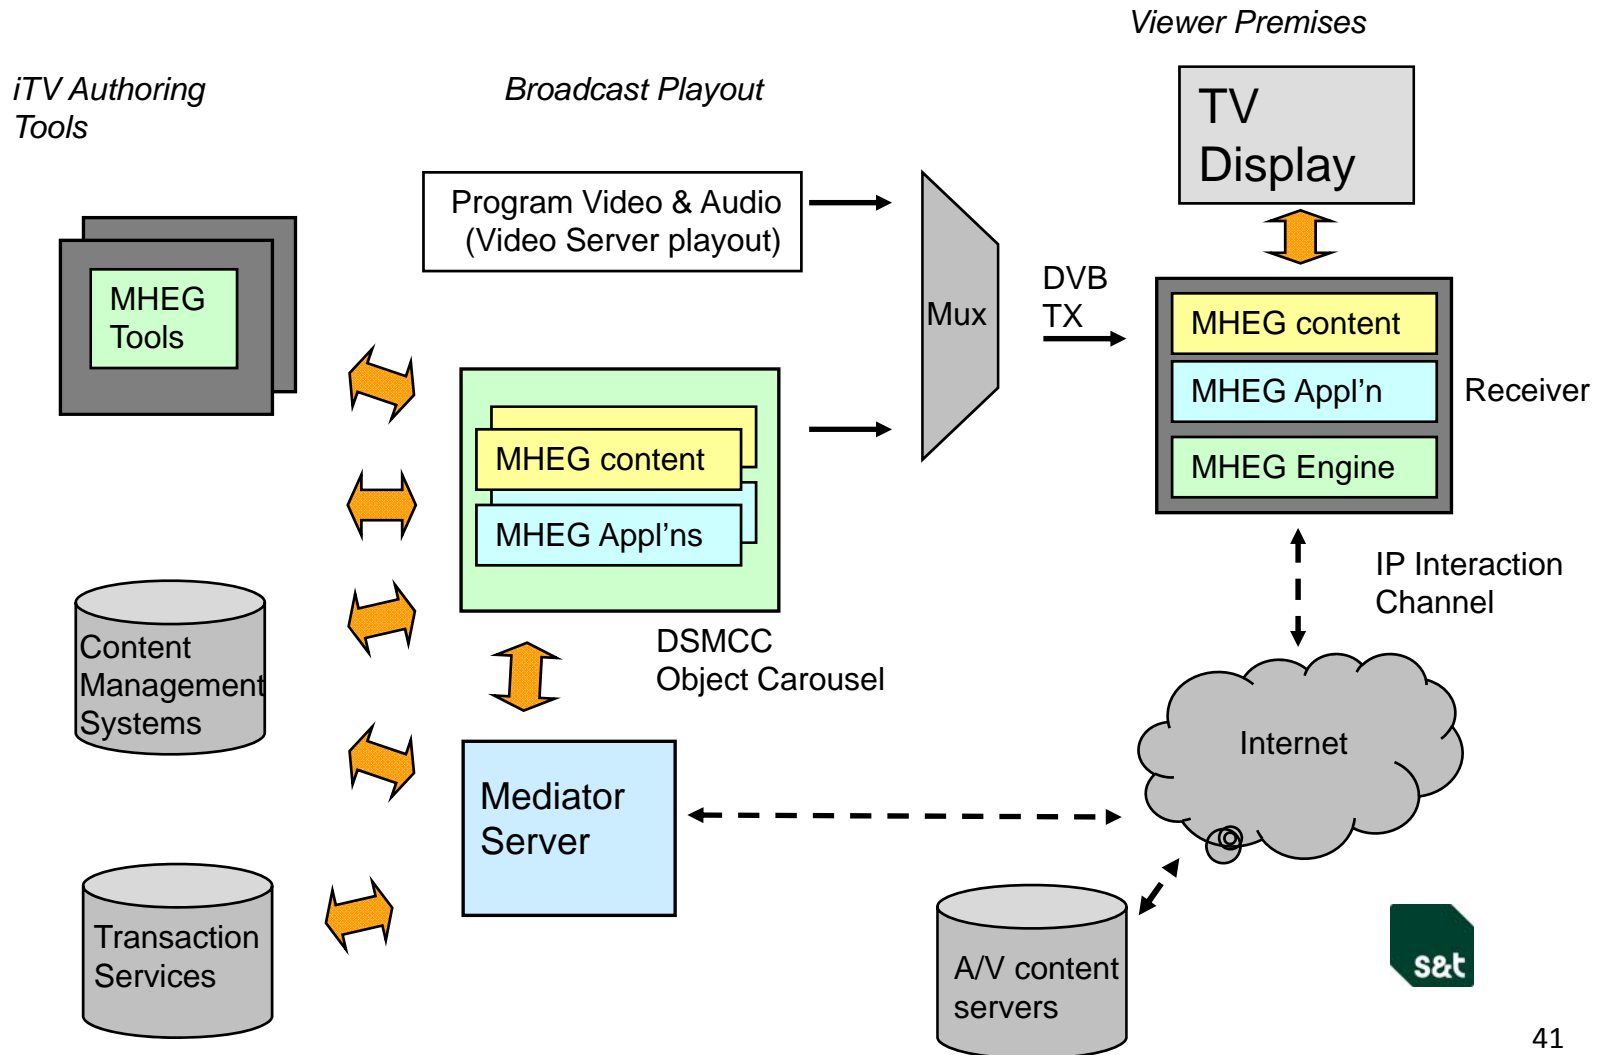 Viewer Premises
iTV Authoring
Tools
Broadcast Playout
TV
Display
Program Video & Audio
(Video Server playout)
MHEG
Tools
Mux
DVB
TX
MHEG content
MHEG Appl'n
MHEG Engine
Receiver
MHEG content
MHEG Appl'ns
IP Interaction
Channel
DSMCC
Object Carousel
Content
Management
Systems
Internet
Mediator
Server
Transaction
Services
A/V content
servers
s&t
41